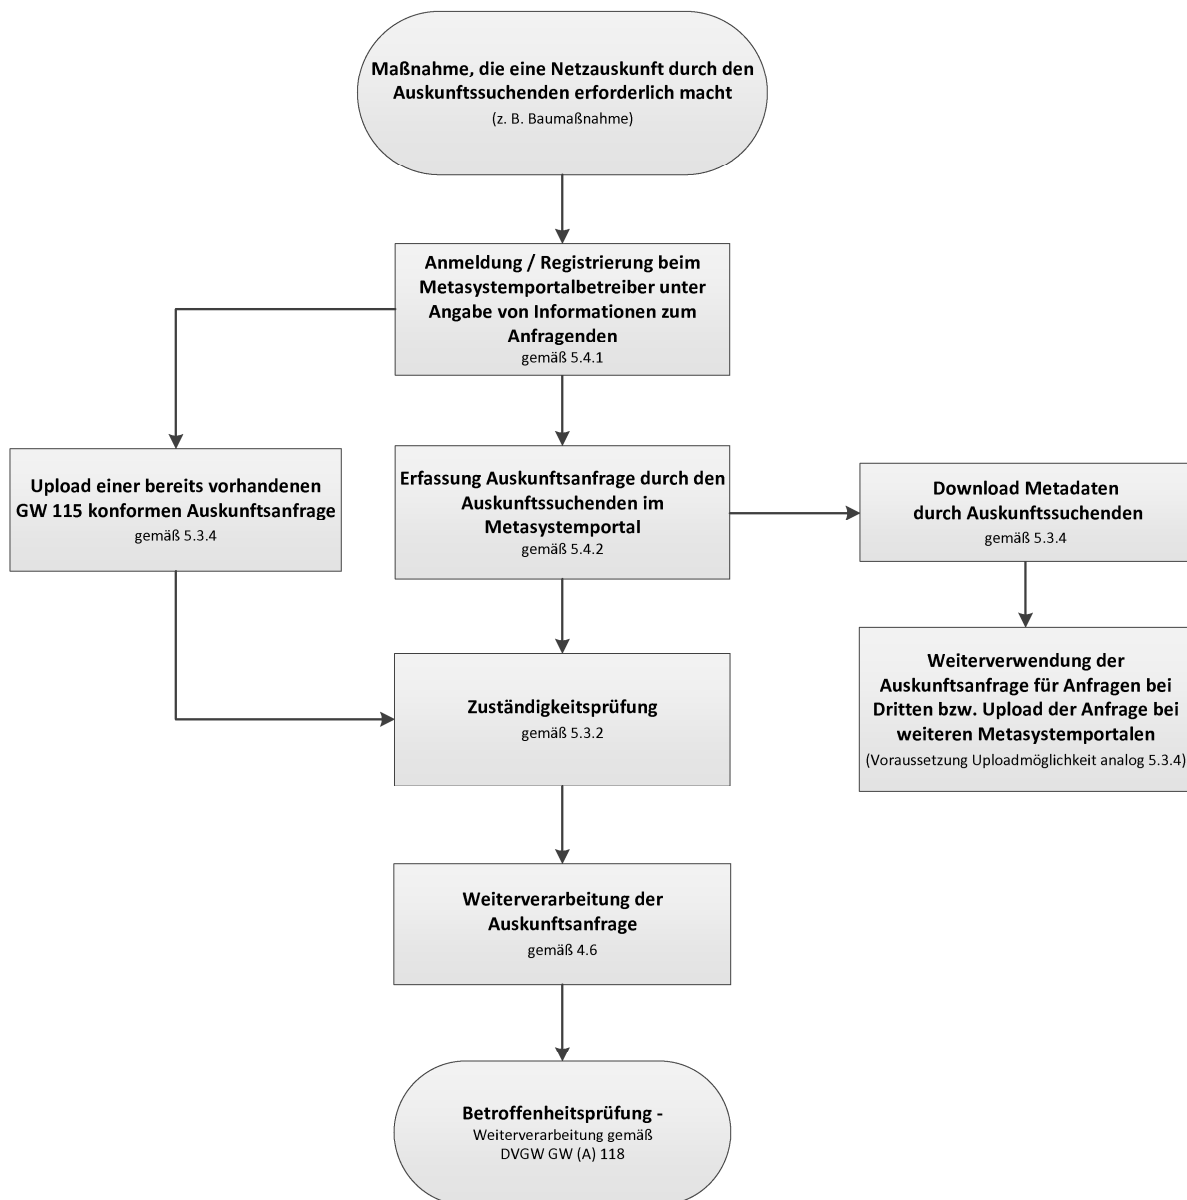 Maßnahme, die eine Netzauskunft durch den
Auskunftssuchenden erforderlich macht
(z. B. Baumaßnahme)
Anmeldung / Registrierung beim
Metasystemportalbetreiber unter
Angabe von Informationen zum
Anfragenden
gemäß 5.4.1
Upload einer bereits vorhandenen
GW 115 konformen Auskunftsanfrage
gemäß 5.3.4
Erfassung Auskunftsanfrage durch den
Auskunftssuchenden im
Metasystemportal
gemäß 5.4.2
Download Metadaten
durch Auskunftssuchenden
gemäß 5.3.4
Weiterverwendung der
Auskunftsanfrage für Anfragen bei
Dritten bzw. Upload der Anfrage bei
weiteren Metasystemportalen
(Voraussetzung Uploadmöglichkeit analog 5.3.4)
Zuständigkeitsprüfung
gemäß 5.3.2
Weiterverarbeitung der
Auskunftsanfrage
gemäß 4.6
Betroffenheitsprüfung -
Weiterverarbeitung gemäß
DVGW GW (A) 118